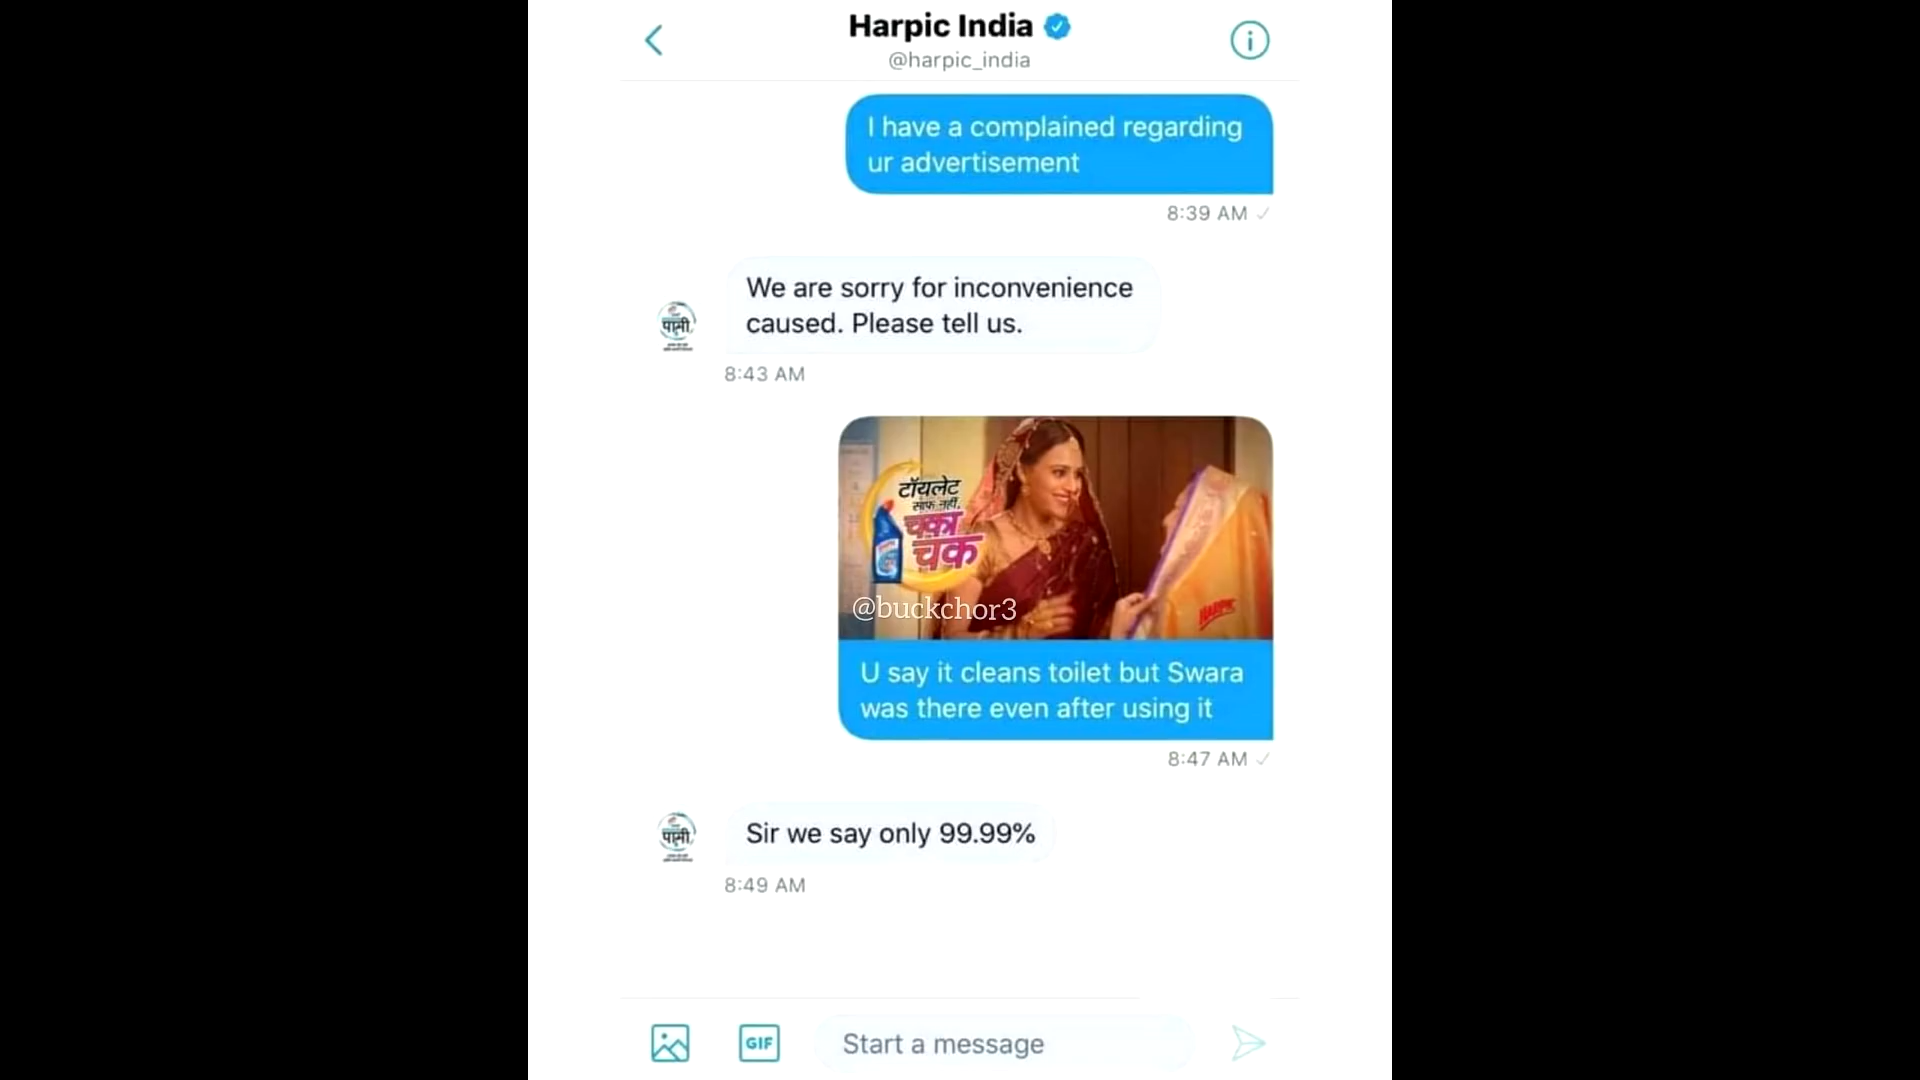 Harpic India
@harpic_india
I have a complained regarding
ur advertisement
8:39 AM
We are sorry for inconvenience
caused. Please tell us.
8:43 AM
टॉयलेट
साफ नहीं,
चका
चक
@buckchor3
HARPIC
U say it cleans toilet but Swara
was there even after using it
8:47 AM
Sir we say only 99.99%
8:49 AM
GIF
Start a message